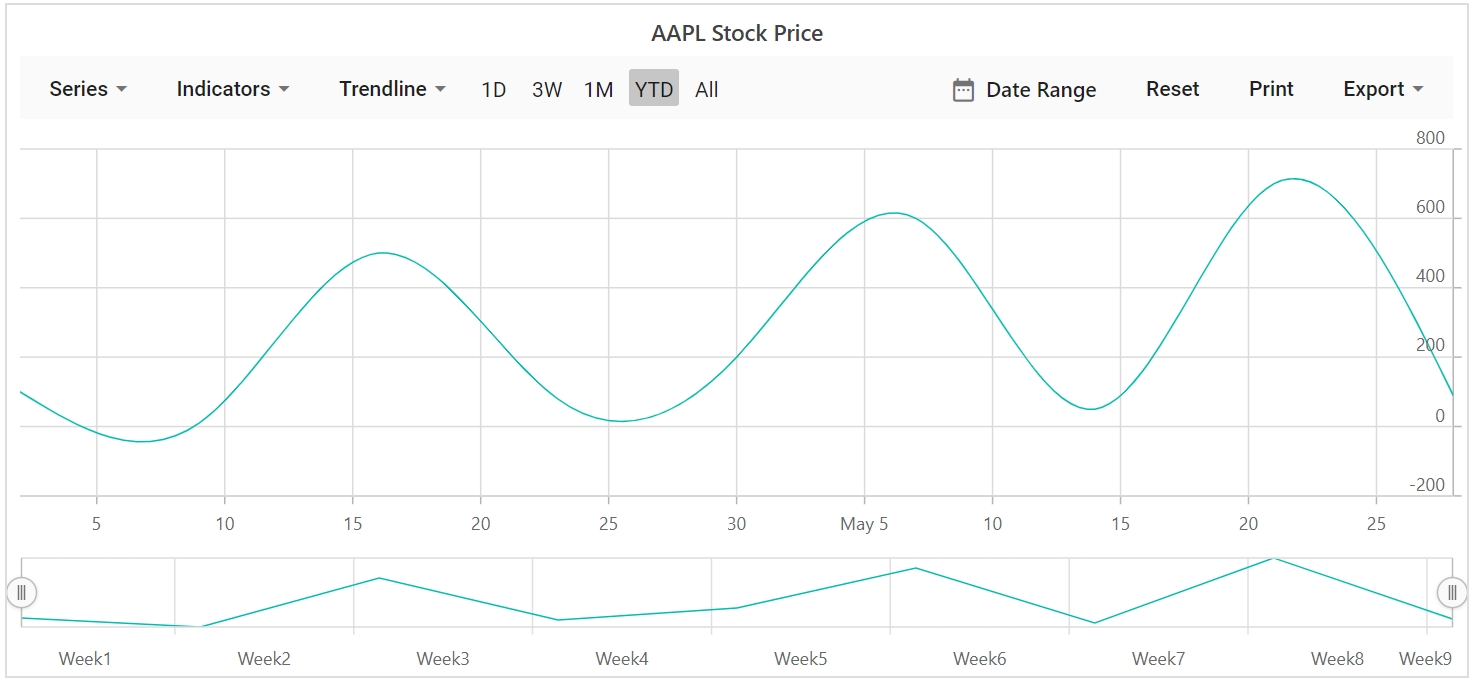 AAPL Stock Price
Series Indicators Trendline 1D 3W 1M YTD All Date Range Reset Print Export
800
600
400
200
0
-200
5 10 15 20 25 30 May 5 10 15 20 25
Week1 Week2 Week3 Week4 Week5 Week6 Week7 Week8 Week9